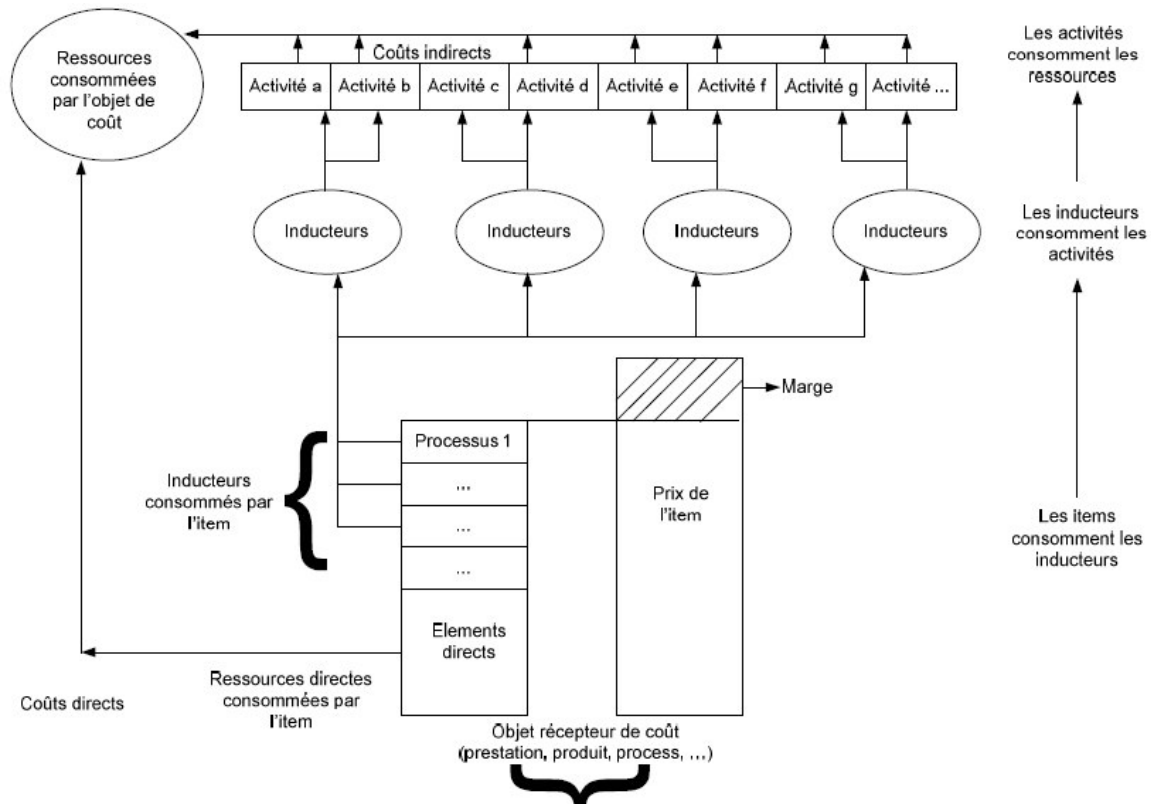 Ressources
consommées
par l'objet de
coût
Coûts indirects
Activité a
Activité b
Activité c
Activité d
Activité e
Activité f
Activité g
Activité ...
Les activités
consomment les
ressources
Inducteurs
Inducteurs
Inducteurs
Inducteurs
Les inducteurs
consomment les
activités
Marge
Inducteurs
consommés par
l'item
Processus 1
...
...
...
Elements
directs
Prix de
l'item
Les items
consomment les
inducteurs
Coûts directs
Ressources directes
consommées par
l'item
Objet récepteur de coût
(prestation, produit, process, ...)